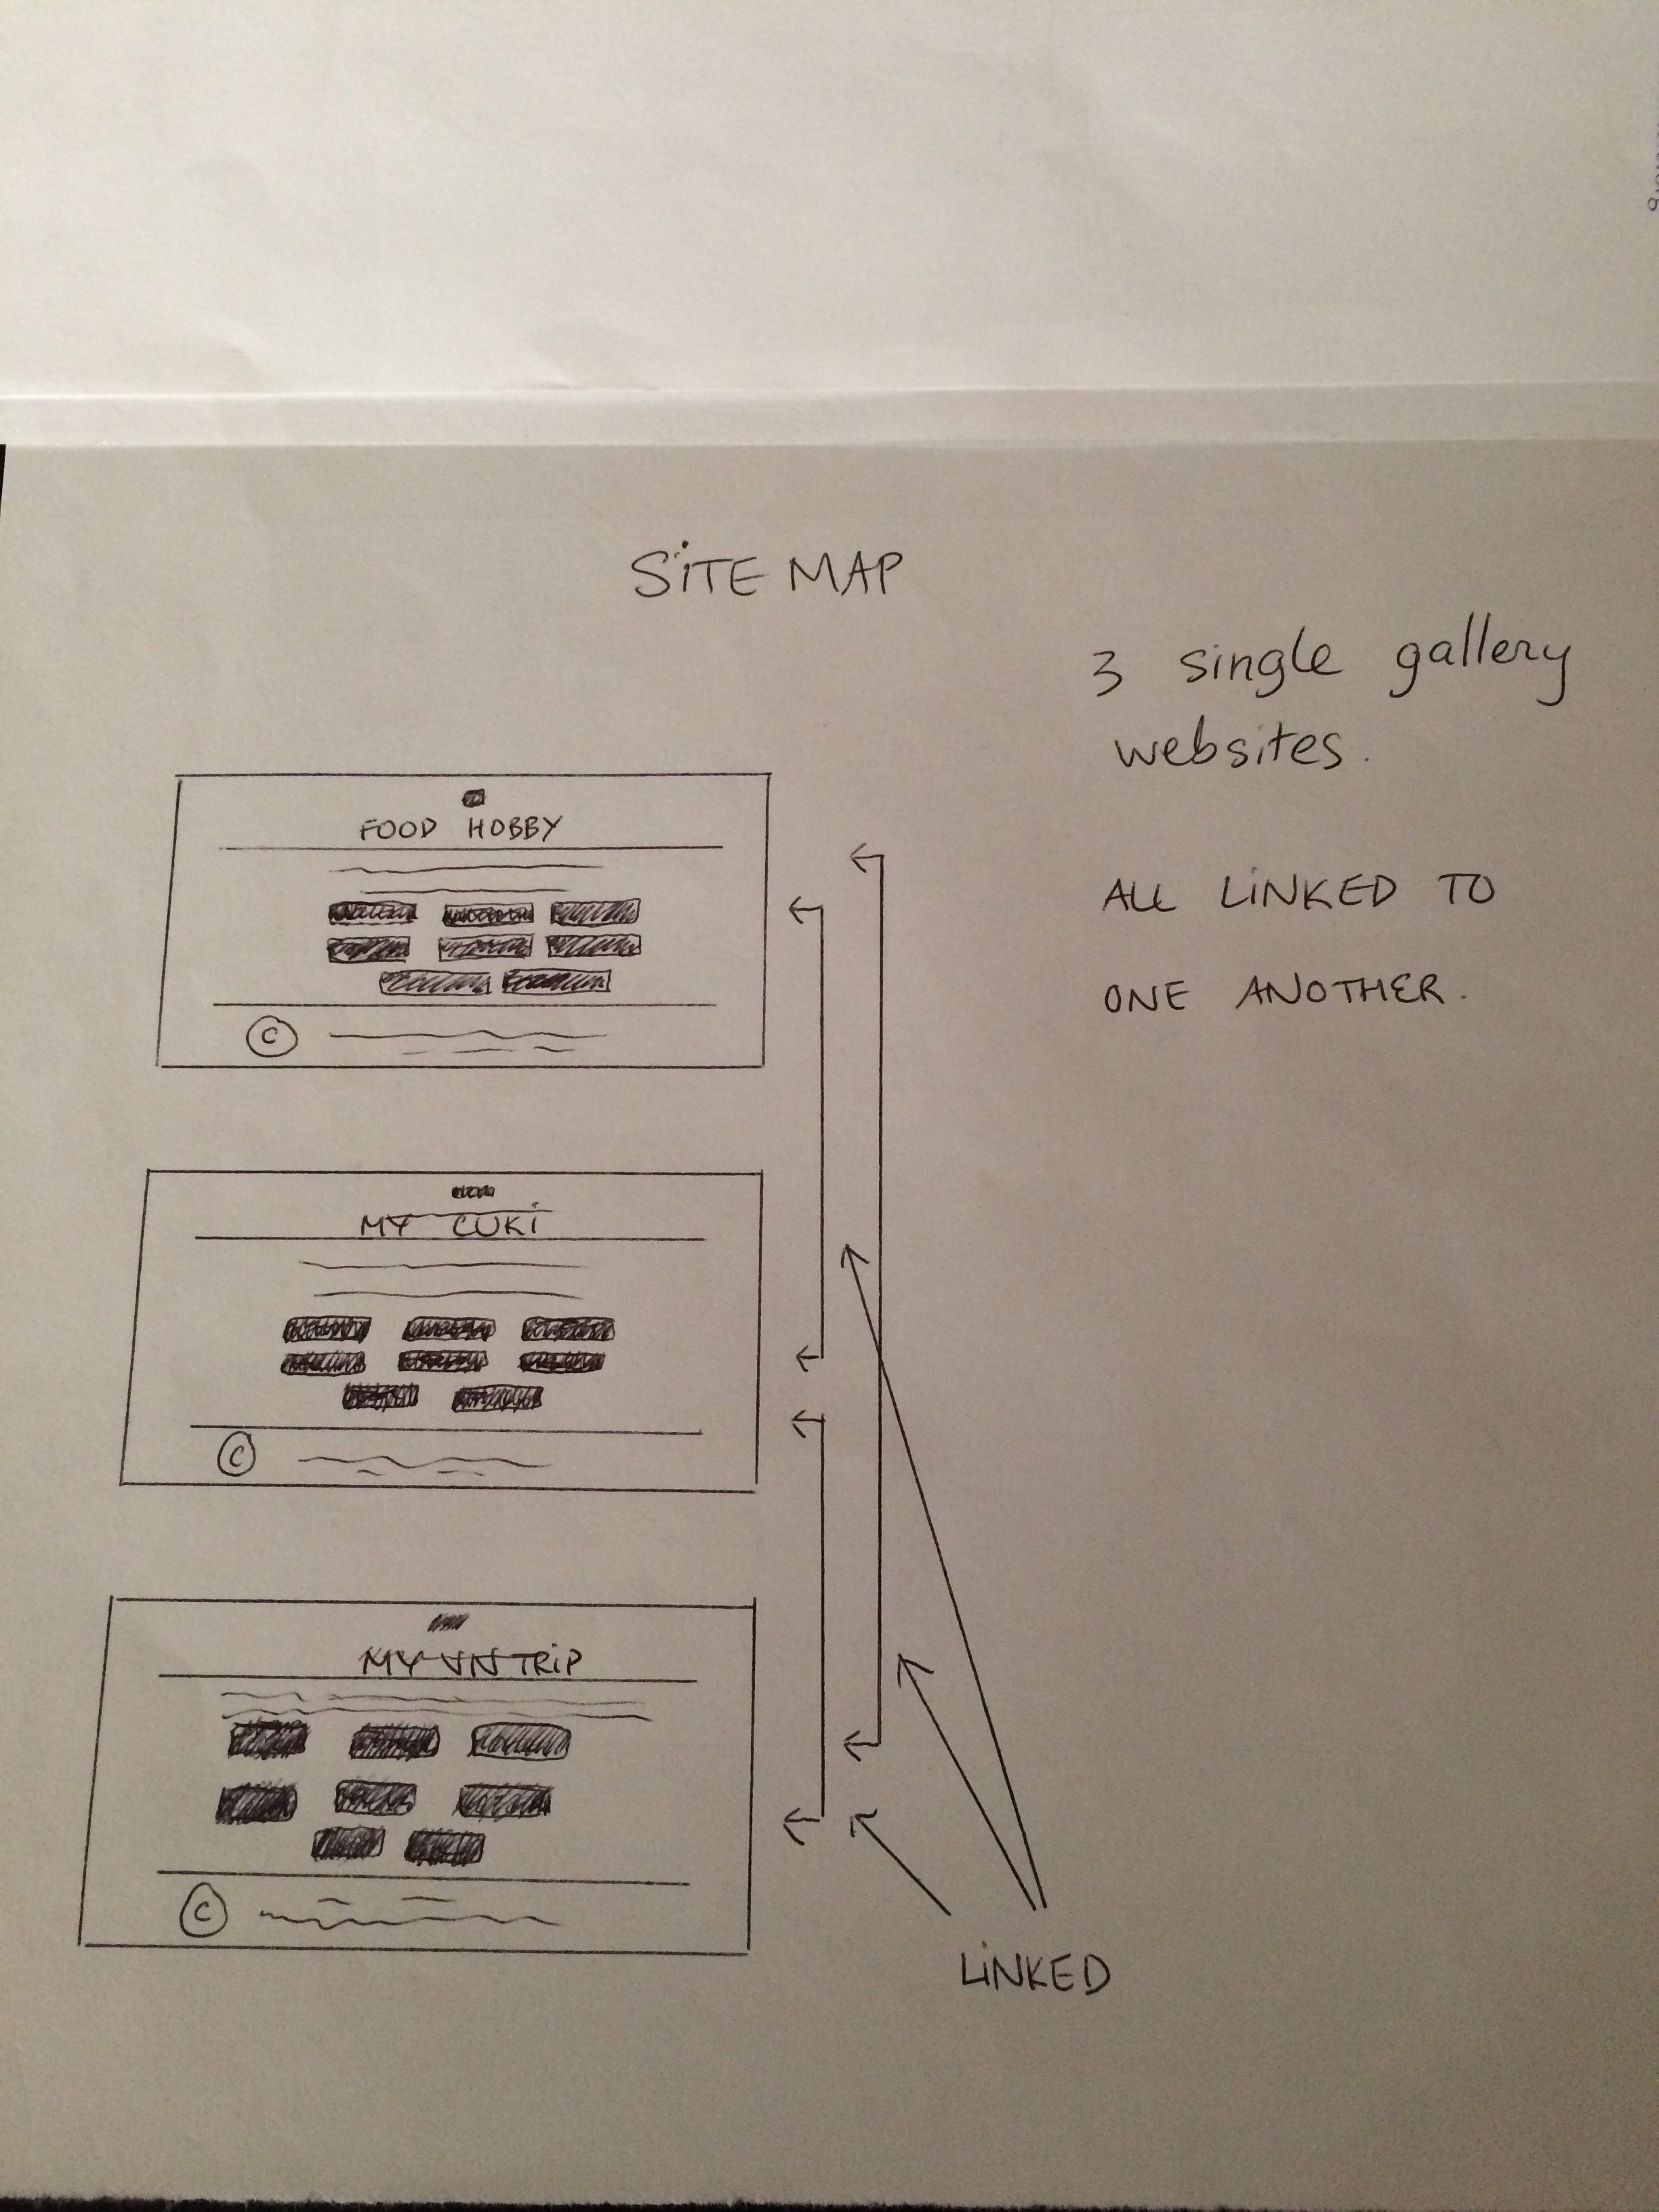 SiTE MAP
3 single gallery
websites.
ALL LiNKED TO
ONE ANOTHER.
FOOD HOBBY
C
MY CUKi
C
MY VN TRiP
C
LiNKED